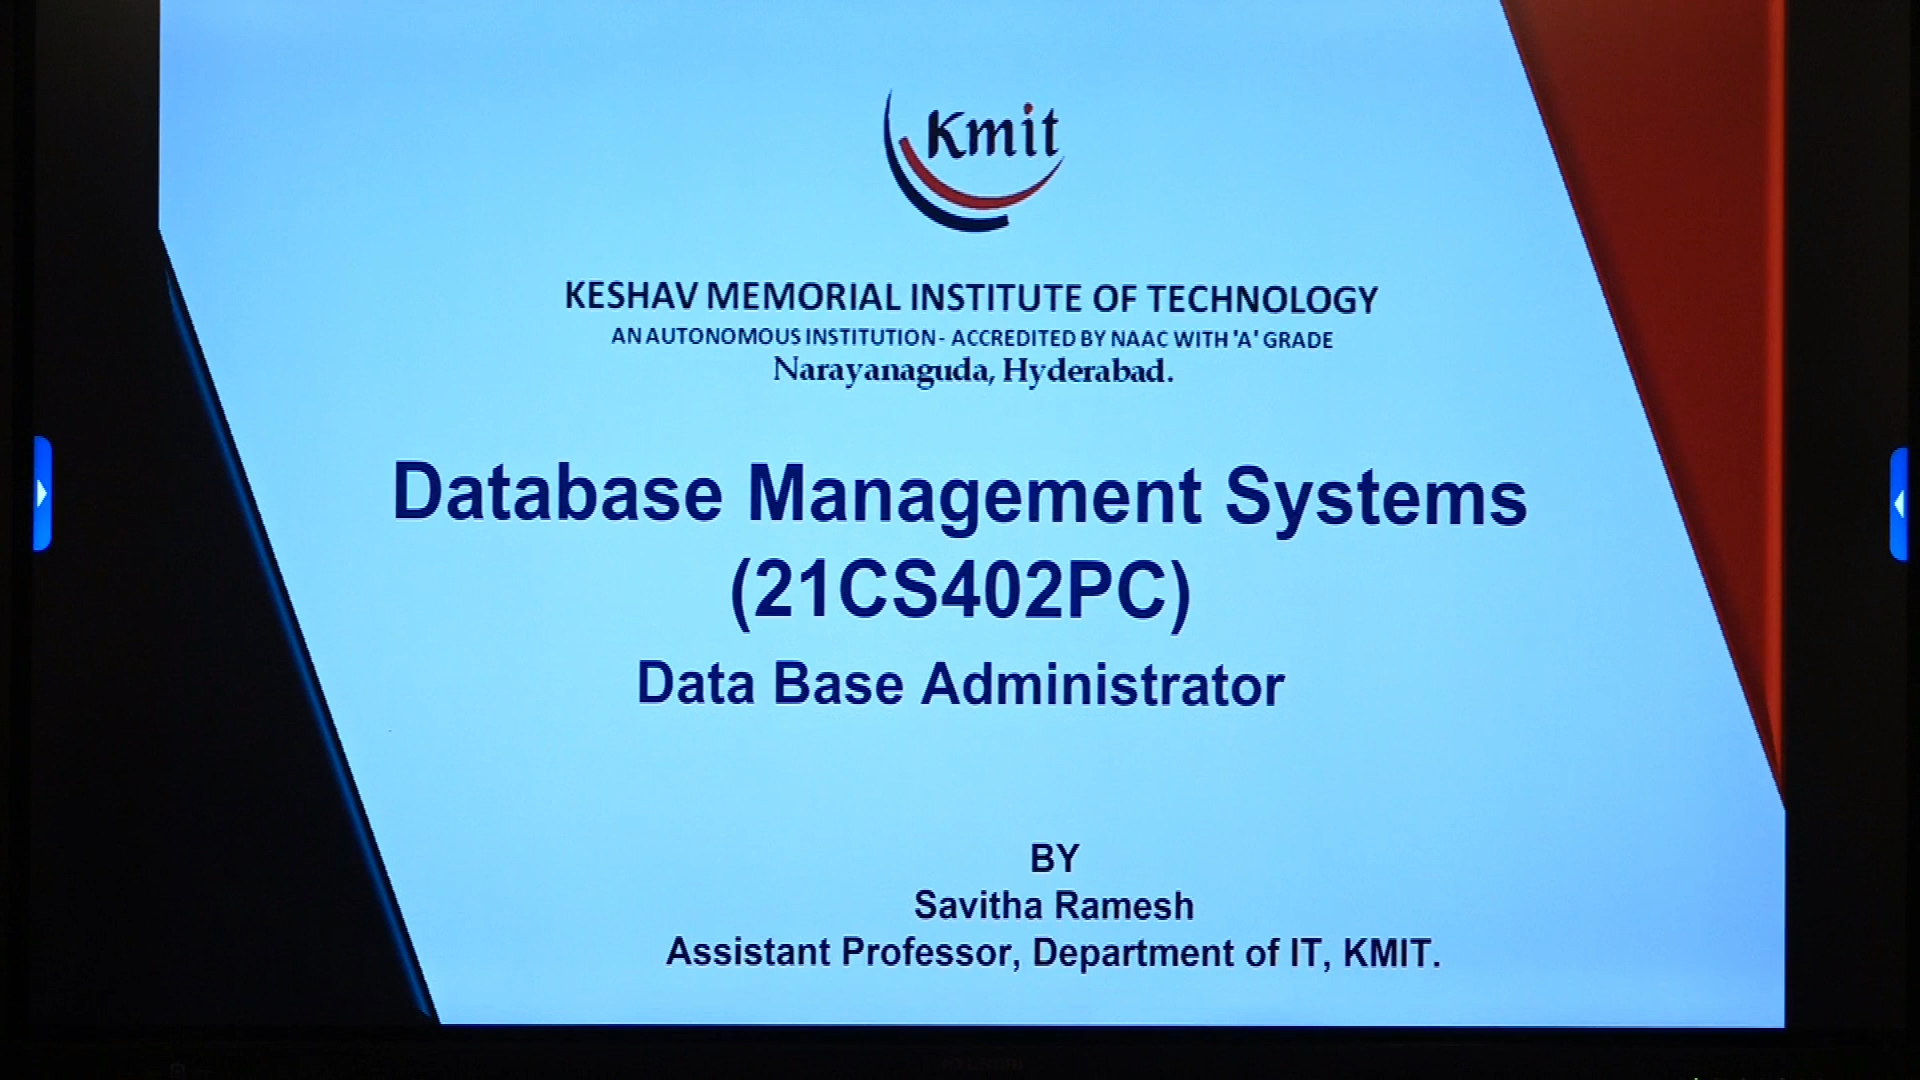 Kmit
KESHAV MEMORIAL INSTITUTE OF TECHNOLOGY
AN AUTONOMOUS INSTITUTION - ACCREDITED BY NAAC WITH 'A' GRADE
Narayanaguda, Hyderabad.
Database Management Systems
(21CS402PC)
Data Base Administrator
BY
Savitha Ramesh
Assistant Professor, Department of IT, KMIT.